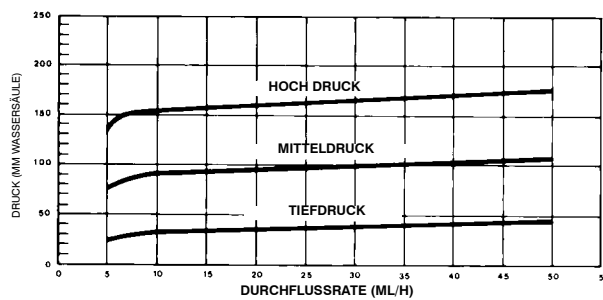 250
200
150
100
50
0
DRUCK (MM WASSERSÄULE)
HOCH DRUCK
MITTELDRUCK
TIEFDRUCK
0 5 10 15 20 25 30 35 40 45 50 5
DURCHFLUSSRATE (ML/H)